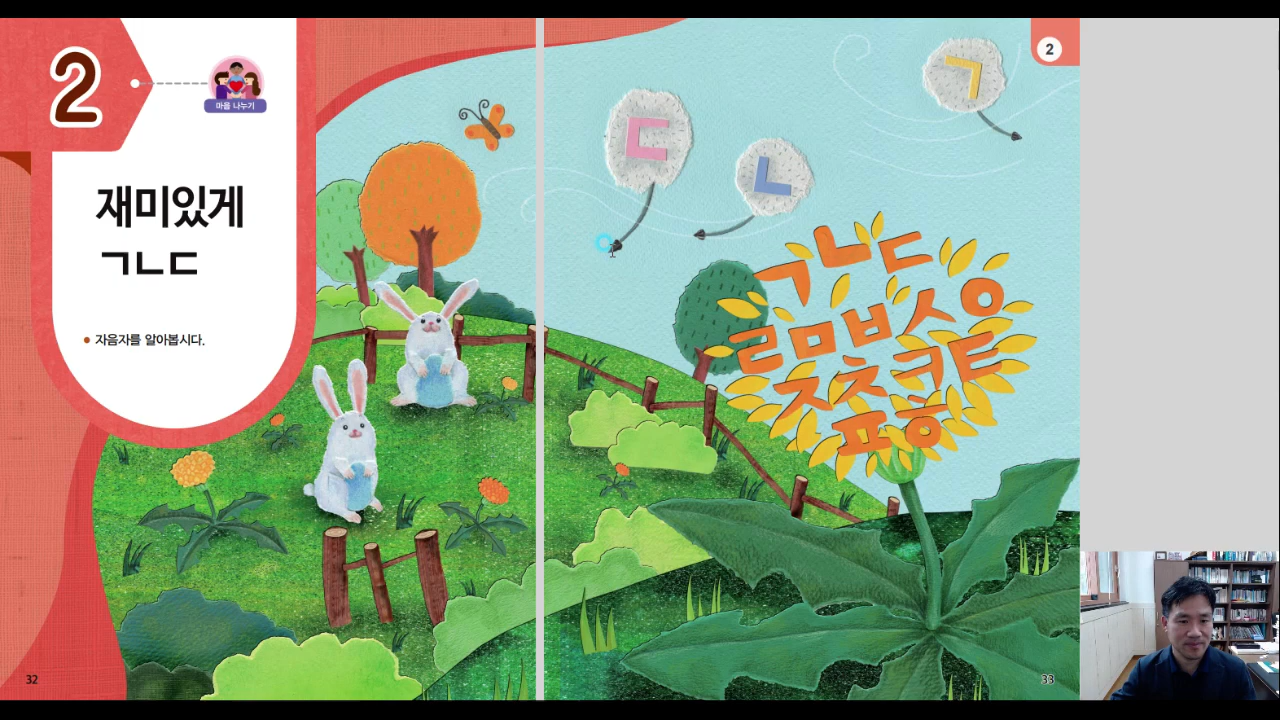 2
마음 나누기
재미있게
ㄱㄴㄷ
자음자를 알아봅시다.
32
2
ㄱ
ㄷ
ㄴ
ㄱㄴㄷ
ㄹㅁㅂㅅㅇ
ㅈㅊㅋㅌ
ㅍㅎ
33